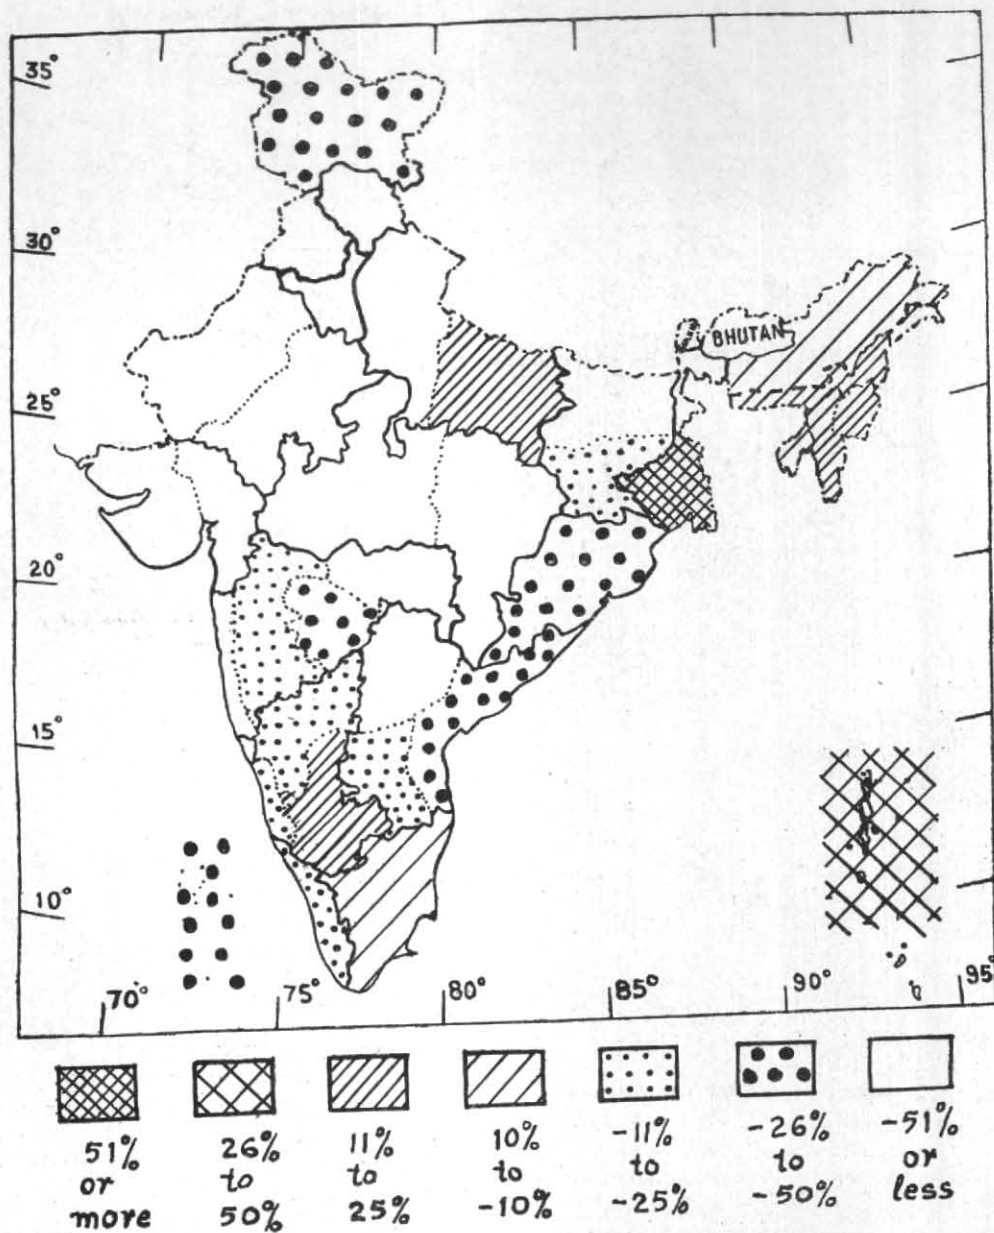 35°
30°
BHUTAN
25°
20°
15°
10°
70° 75° 80° 85° 90° 95°
51% or more
26% to 50%
11% to 25%
10% to -10%
-11% to -25%
-26% to -50%
-51% or less